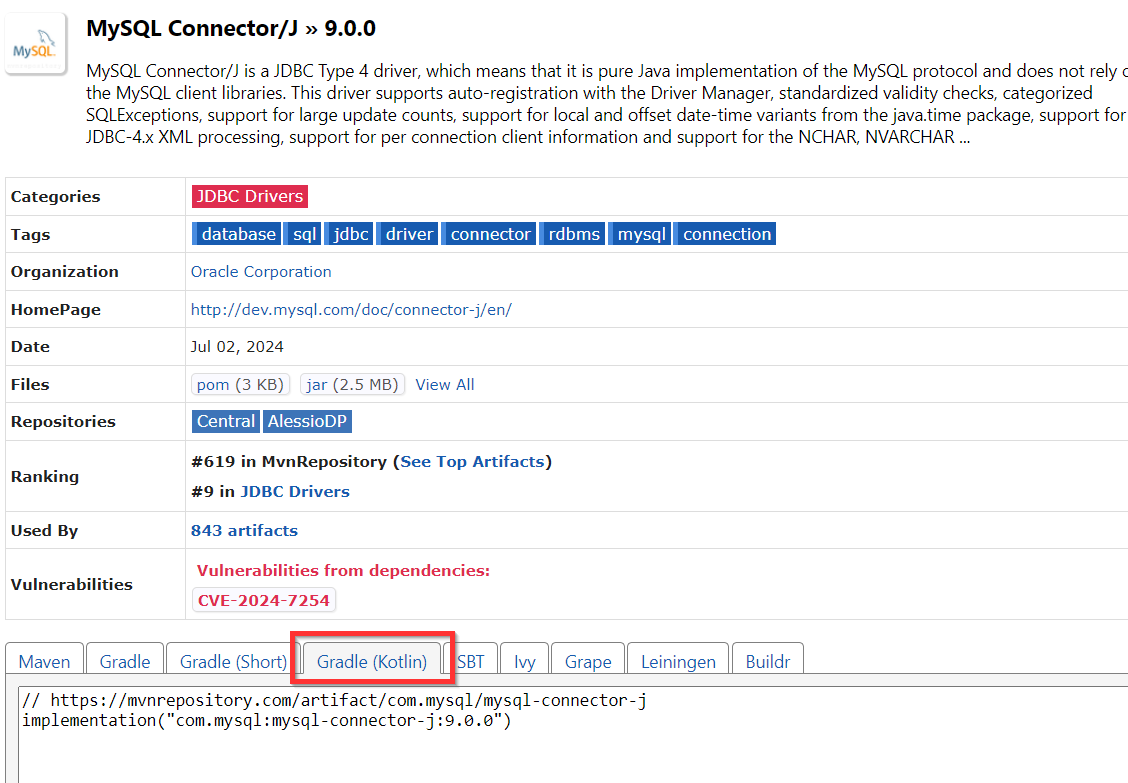 MySQL
MySQL Connector/J » 9.0.0
MySQL Connector/J is a JDBC Type 4 driver, which means that it is pure Java implementation of the MySQL protocol and does not rely
the MySQL client libraries. This driver supports auto-registration with the Driver Manager, standardized validity checks, categorized
SQLExceptions, support for large update counts, support for local and offset date-time variants from the java.time package, support for
JDBC-4.x XML processing, support for per connection client information and support for the NCHAR, NVARCHAR ...
Categories JDBC Drivers
Tags database sql jdbc driver connector rdbms mysql connection
Organization Oracle Corporation
HomePage http://dev.mysql.com/doc/connector-j/en/
Date Jul 02, 2024
Files pom (3 KB) jar (2.5 MB) View All
Repositories Central AlessioDP
Ranking #619 in MvnRepository (See Top Artifacts)
#9 in JDBC Drivers
Used By 843 artifacts
Vulnerabilities Vulnerabilities from dependencies:
CVE-2024-7254
Maven Gradle Gradle (Short) Gradle (Kotlin) SBT Ivy Grape Leiningen Buildr
// https://mvnrepository.com/artifact/com.mysql/mysql-connector-j
implementation("com.mysql:mysql-connector-j:9.0.0")